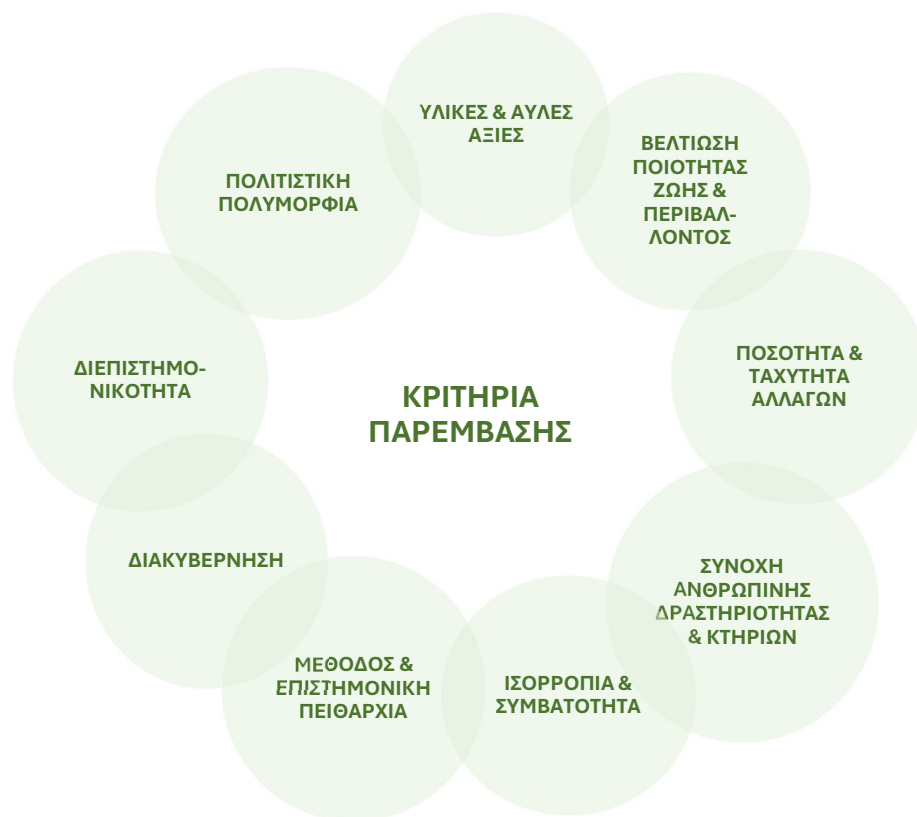 ΥΛΙΚΕΣ & ΑΥΛΕΣ
ΑΞΙΕΣ
ΒΕΛΤΙΩΣΗ
ΠΟΙΟΤΗΤΑΣ
ΖΩΗΣ &
ΠΕΡΙΒΑΛ-
ΛΟΝΤΟΣ
ΠΟΣΟΤΗΤΑ &
ΤΑΧΥΤΗΤΑ
ΑΛΛΑΓΩΝ
ΣΥΝΟΧΗ
ΑΝΘΡΩΠΙΝΗΣ
ΔΡΑΣΤΗΡΙΟΤΗΤΑΣ
& ΚΤΗΡΙΩΝ
ΙΣΟΡΡΟΠΙΑ &
ΣΥΜΒΑΤΟΤΗΤΑ
ΜΕΘΟΔΟΣ &
ΕΠΙΣΤΗΜΟΝΙΚΗ
ΠΕΙΘΑΡΧΙΑ
ΔΙΑΚΥΒΕΡΝΗΣΗ
ΔΙΕΠΙΣΤΗΜΟ-
ΝΙΚΟΤΗΤΑ
ΠΟΛΙΤΙΣΤΙΚΗ
ΠΟΛΥΜΟΡΦΙΑ
ΚΡΙΤΗΡΙΑ
ΠΑΡΕΜΒΑΣΗΣ